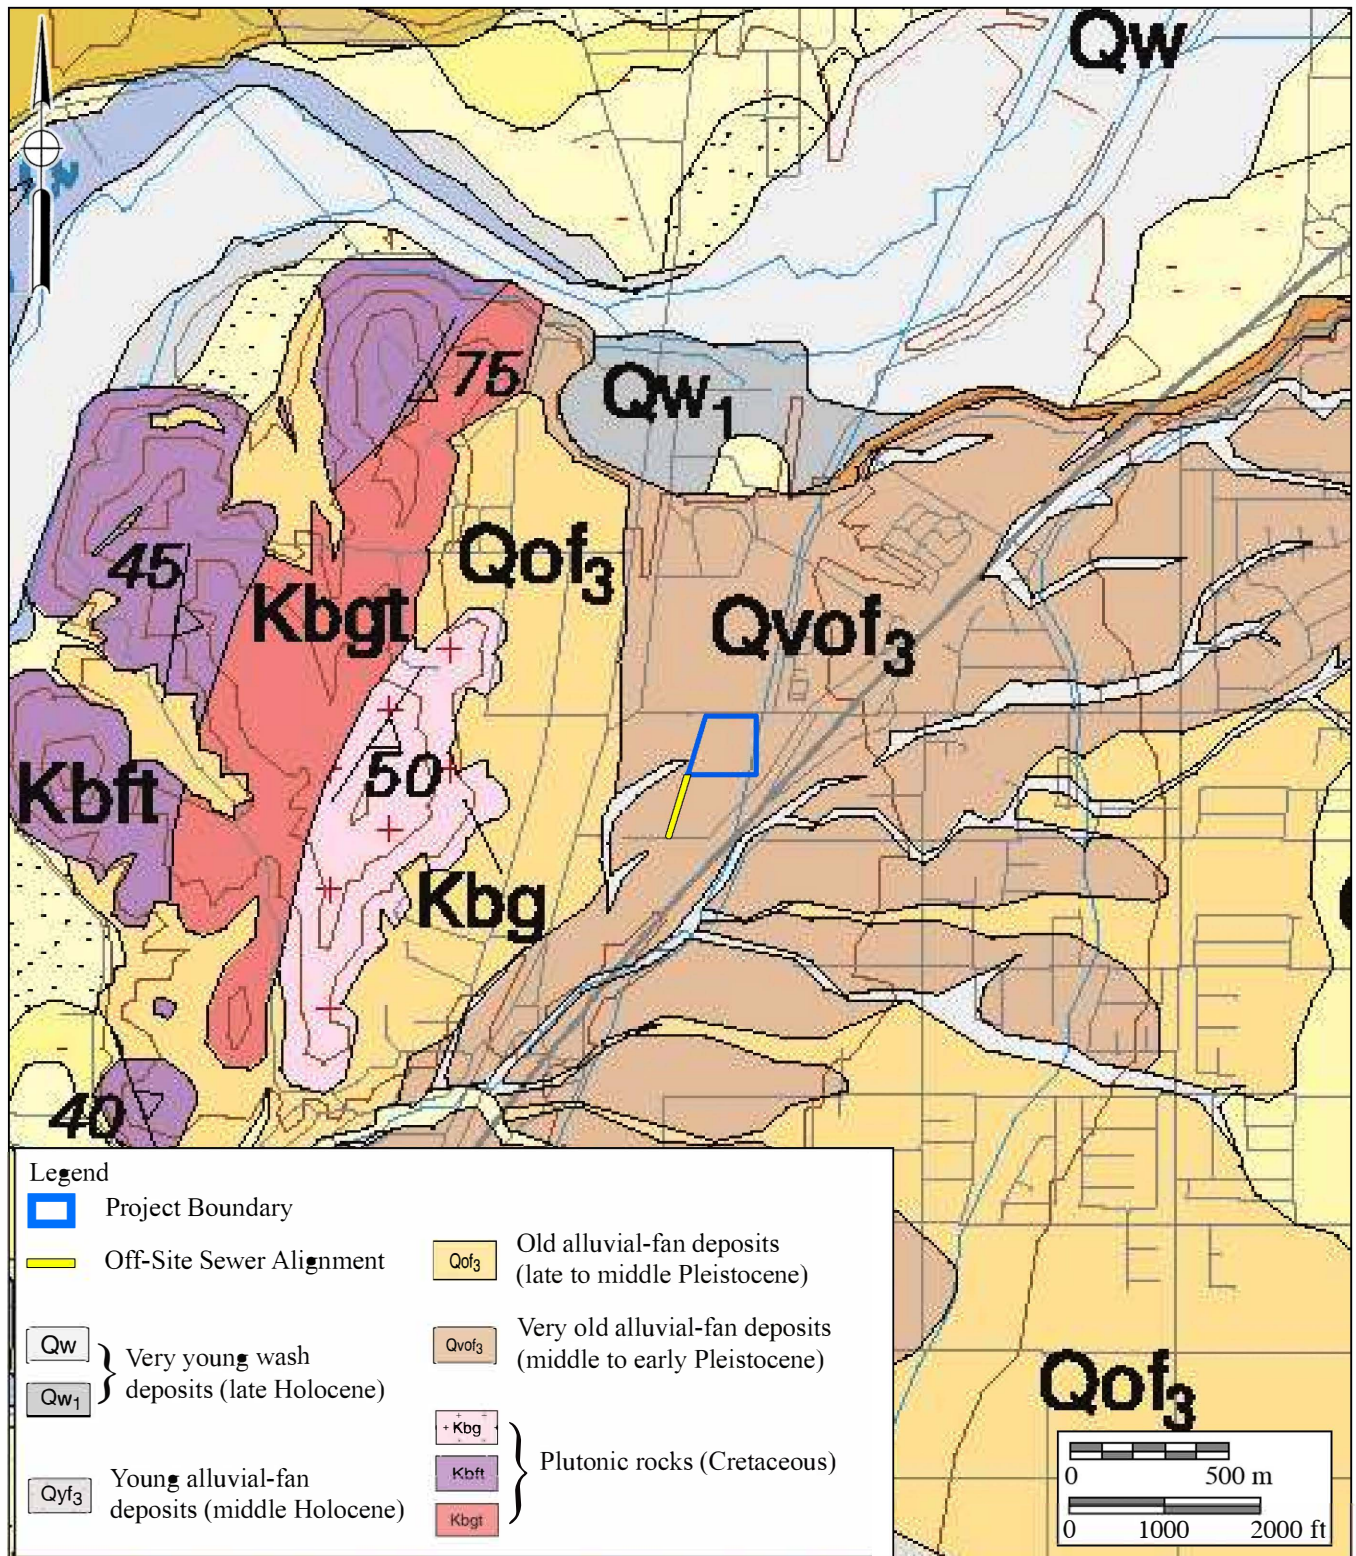 Qw
N
75
Qw1
45
Qof3
Kbgt
Qvof3
50
Kbft
Kbg
40
Qof3
Legend
Project Boundary
Off-Site Sewer Alignment
Qw
Qw1
Very young wash
deposits (late Holocene)
Qyf3
Young alluvial-fan
deposits (middle Holocene)
Qof3
Old alluvial-fan deposits
(late to middle Pleistocene)
Qvof3
Very old alluvial-fan deposits
(middle to early Pleistocene)
Kbg
Kbft
Kbgt
Plutonic rocks (Cretaceous)
0 500 m
0 1000 2000 ft